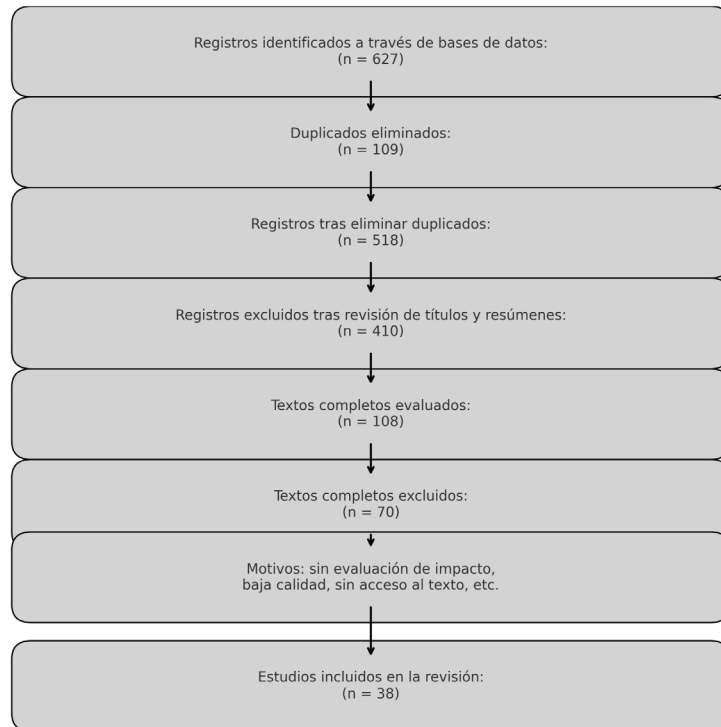 Registros identificados a través de bases de datos:
(n = 627)
Duplicados eliminados:
(n = 109)
Registros tras eliminar duplicados:
(n = 518)
Registros excluidos tras revisión de títulos y resúmenes:
(n = 410)
Textos completos evaluados:
(n = 108)
Textos completos excluidos:
(n = 70)
Motivos: sin evaluación de impacto,
baja calidad, sin acceso al texto, etc.
Estudios incluidos en la revisión:
(n = 38)